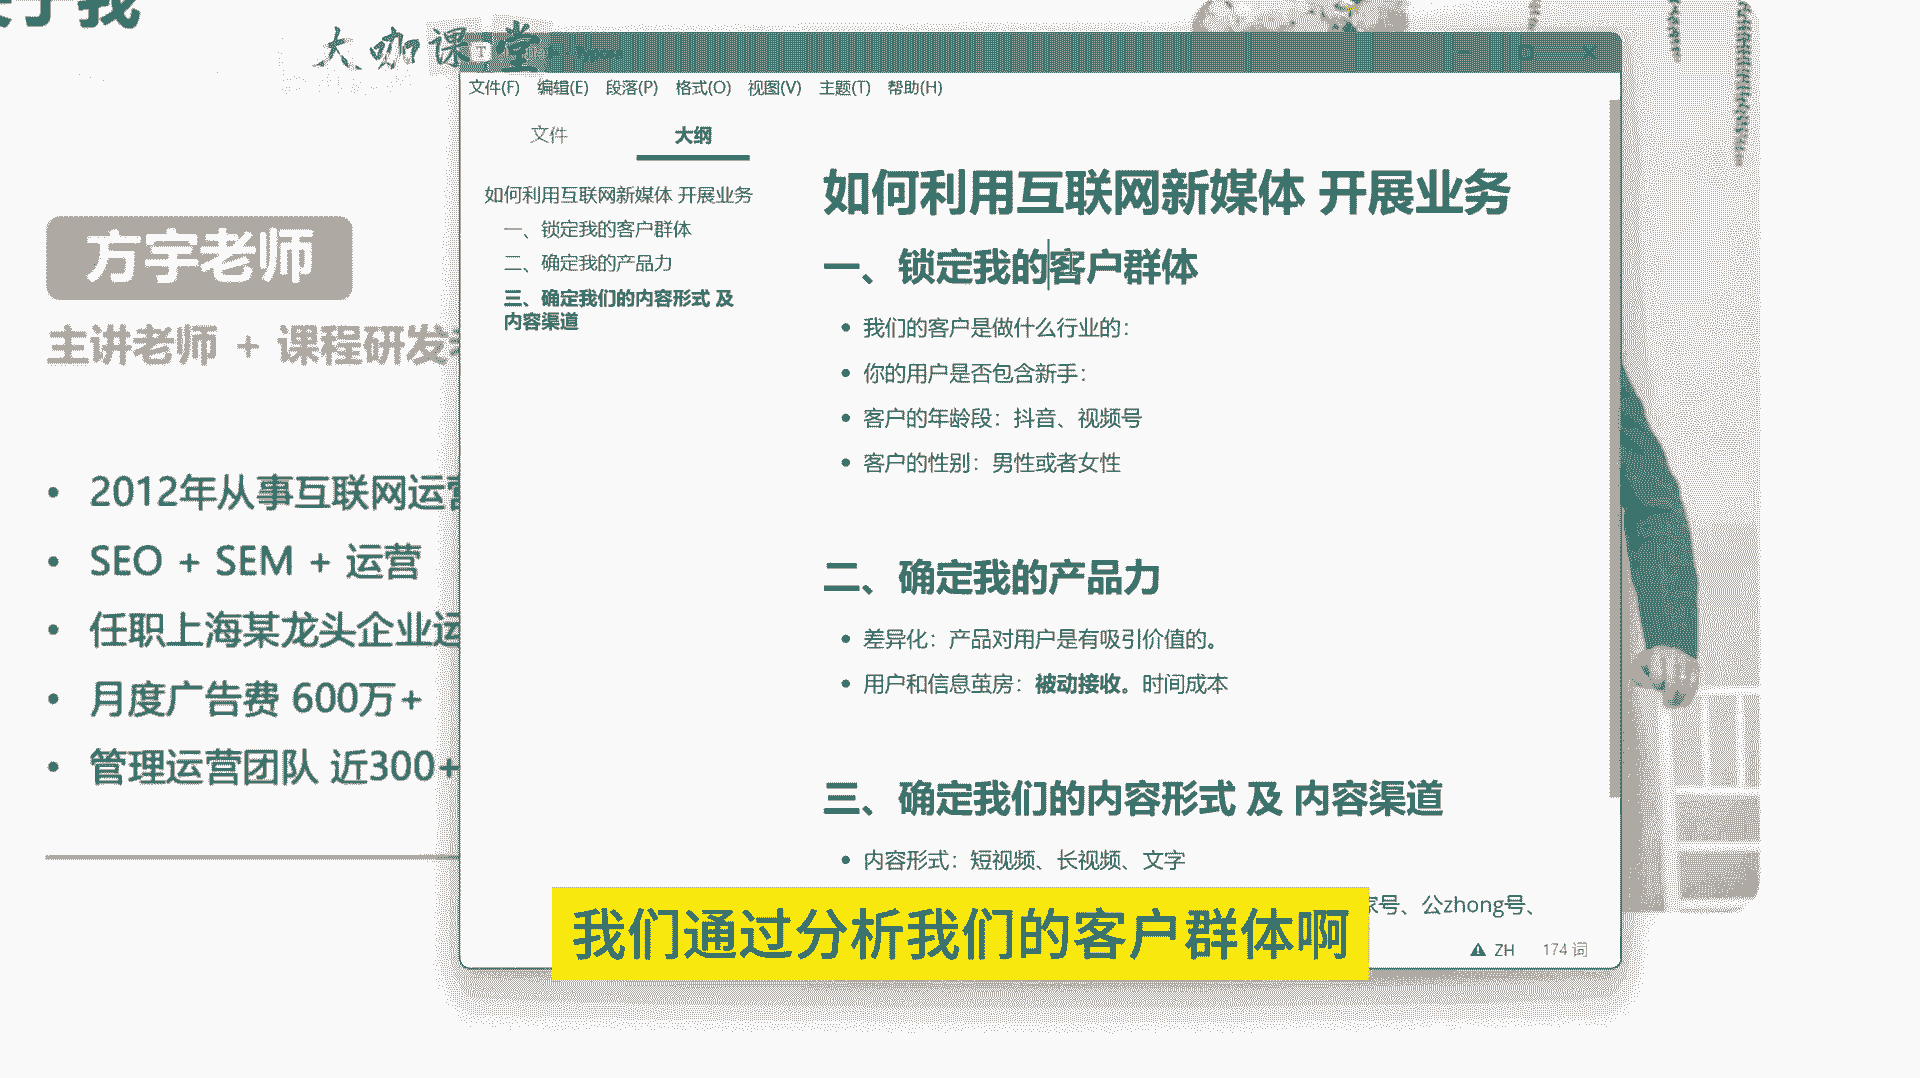 大咖课堂
文件(F) 编辑(E) 段落(P) 格式(O) 视图(V) 主题(T) 帮助(H)
文件 大纲
如何利用互联网新媒体 开展业务
一、锁定我的客户群体
二、确定我的产品力
三、确定我们的内容形式 及
内容渠道
如何利用互联网新媒体 开展业务
一、锁定我的客户群体
我们的客户是做什么行业的：
你的用户是否包含新手：
客户的年龄段：抖音、视频号
客户的性别：男性或者女性
二、确定我的产品力
差异化：产品对用户是有吸引价值的。
用户和信息茧房：被动接收。时间成本
三、确定我们的内容形式 及 内容渠道
内容形式：短视频、长视频、文字
家号、公zhong号、
ZH 174 词
方宇老师
主讲老师 + 课程研发
2012年从事互联网运营
SEO + SEM + 运营
任职上海某龙头企业运
月度广告费 600万+
管理运营团队 近300+
我们通过分析我们的客户群体啊